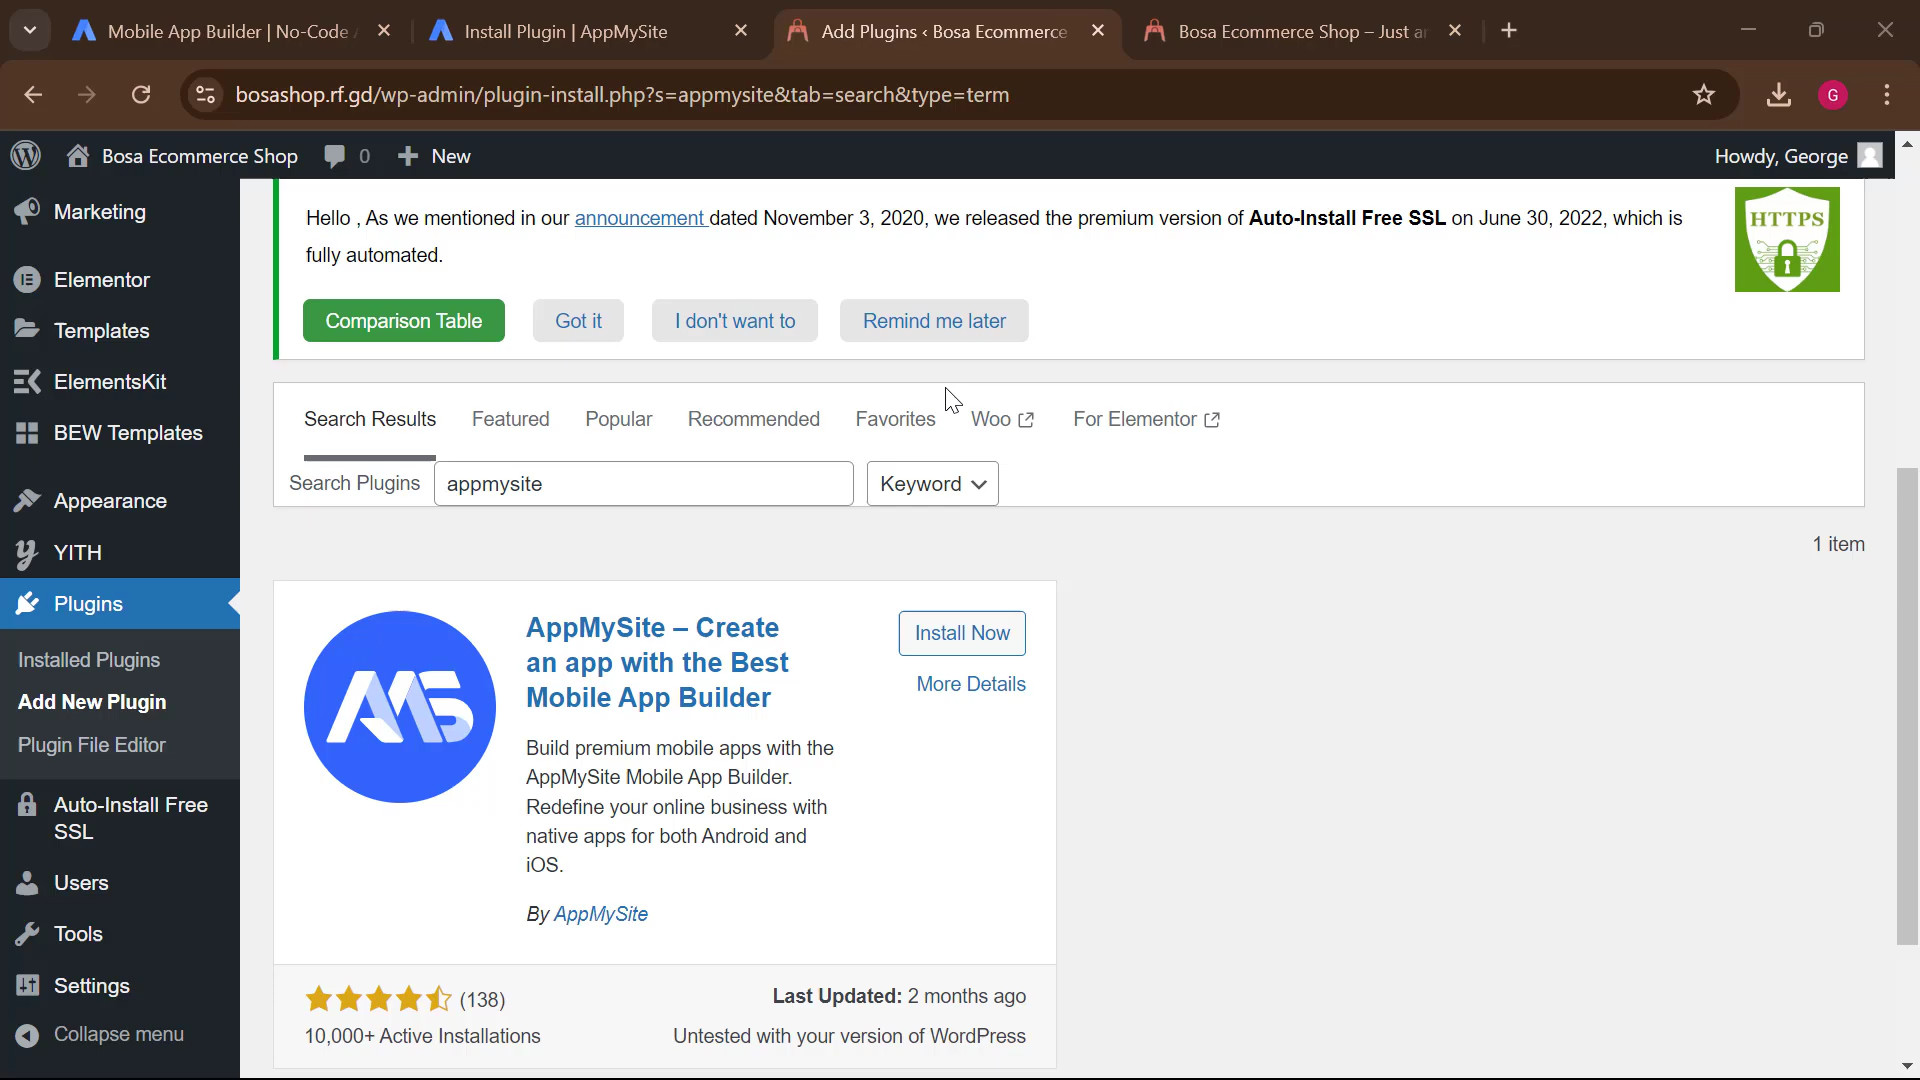 Mobile App Builder | No-Code
Install Plugin | AppMySite
Add Plugins ‹ Bosa Ecommerce
Bosa Ecommerce Shop – Just a
bosashop.rf.gd/wp-admin/plugin-install.php?s=appmysite&tab=search&type=term
G
Bosa Ecommerce Shop
0
New
Howdy, George
Marketing
Elementor
Templates
ElementsKit
BEW Templates
Appearance
YITH
Plugins
Installed Plugins
Add New Plugin
Plugin File Editor
Auto-Install Free
SSL
Users
Tools
Settings
Collapse menu
Hello , As we mentioned in our announcement dated November 3, 2020, we released the premium version of Auto-Install Free SSL on June 30, 2022, which is
fully automated.
HTTPS
Comparison Table
Got it
I don't want to
Remind me later
Search Results
Featured
Popular
Recommended
Favorites
Woo
For Elementor
Search Plugins
appmysite
Keyword
1 item
AMS
AppMySite – Create
an app with the Best
Mobile App Builder
Install Now
More Details
Build premium mobile apps with the
AppMySite Mobile App Builder.
Redefine your online business with
native apps for both Android and
iOS.
By AppMySite
(138)
10,000+ Active Installations
Last Updated: 2 months ago
Untested with your version of WordPress